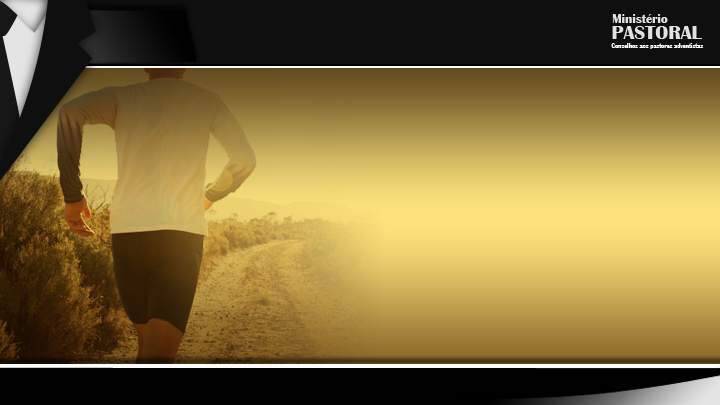 Ministério
PASTORAL
Conselhos aos pastores adventistas